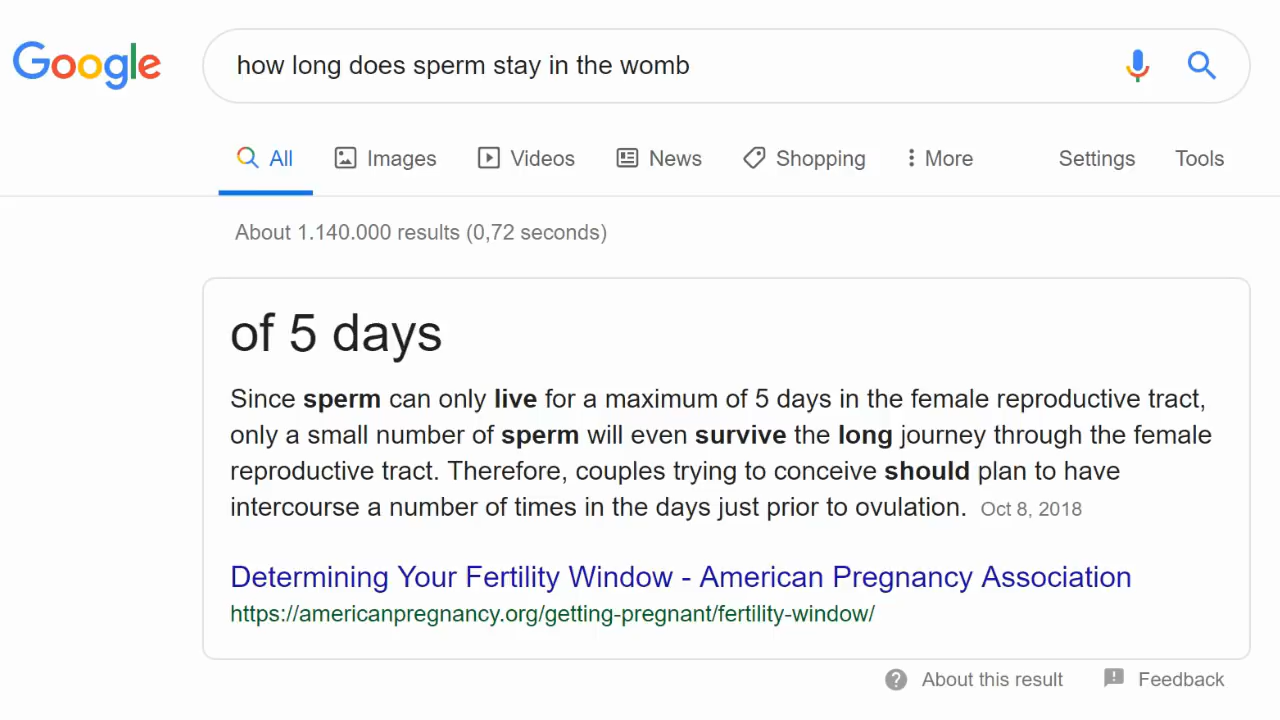 Google
how long does sperm stay in the womb
All Images Videos News Shopping More Settings Tools
About 1.140.000 results (0,72 seconds)
of 5 days
Since sperm can only live for a maximum of 5 days in the female reproductive tract,
only a small number of sperm will even survive the long journey through the female
reproductive tract. Therefore, couples trying to conceive should plan to have
intercourse a number of times in the days just prior to ovulation. Oct 8, 2018
Determining Your Fertility Window - American Pregnancy Association
https://americanpregnancy.org/getting-pregnant/fertility-window/
About this result Feedback